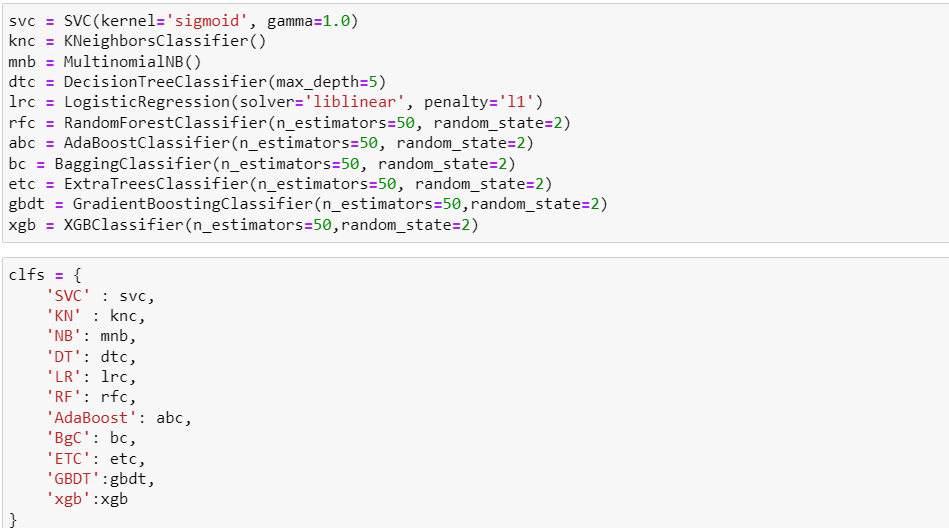 svc = SVC(kernel='sigmoid', gamma=1.0)
knc = KNeighborsClassifier()
mnb = MultinomialNB()
dtc = DecisionTreeClassifier(max_depth=5)
lrc = LogisticRegression(solver='liblinear', penalty='l1')
rfc = RandomForestClassifier(n_estimators=50, random_state=2)
abc = AdaBoostClassifier(n_estimators=50, random_state=2)
bc = BaggingClassifier(n_estimators=50, random_state=2)
etc = ExtraTreesClassifier(n_estimators=50, random_state=2)
gbdt = GradientBoostingClassifier(n_estimators=50,random_state=2)
xgb = XGBClassifier(n_estimators=50,random_state=2)
clfs = {
    'SVC' : svc,
    'KN' : knc,
    'NB': mnb,
    'DT': dtc,
    'LR': lrc,
    'RF': rfc,
    'AdaBoost': abc,
    'BgC': bc,
    'ETC': etc,
    'GBDT':gbdt,
    'xgb':xgb
}